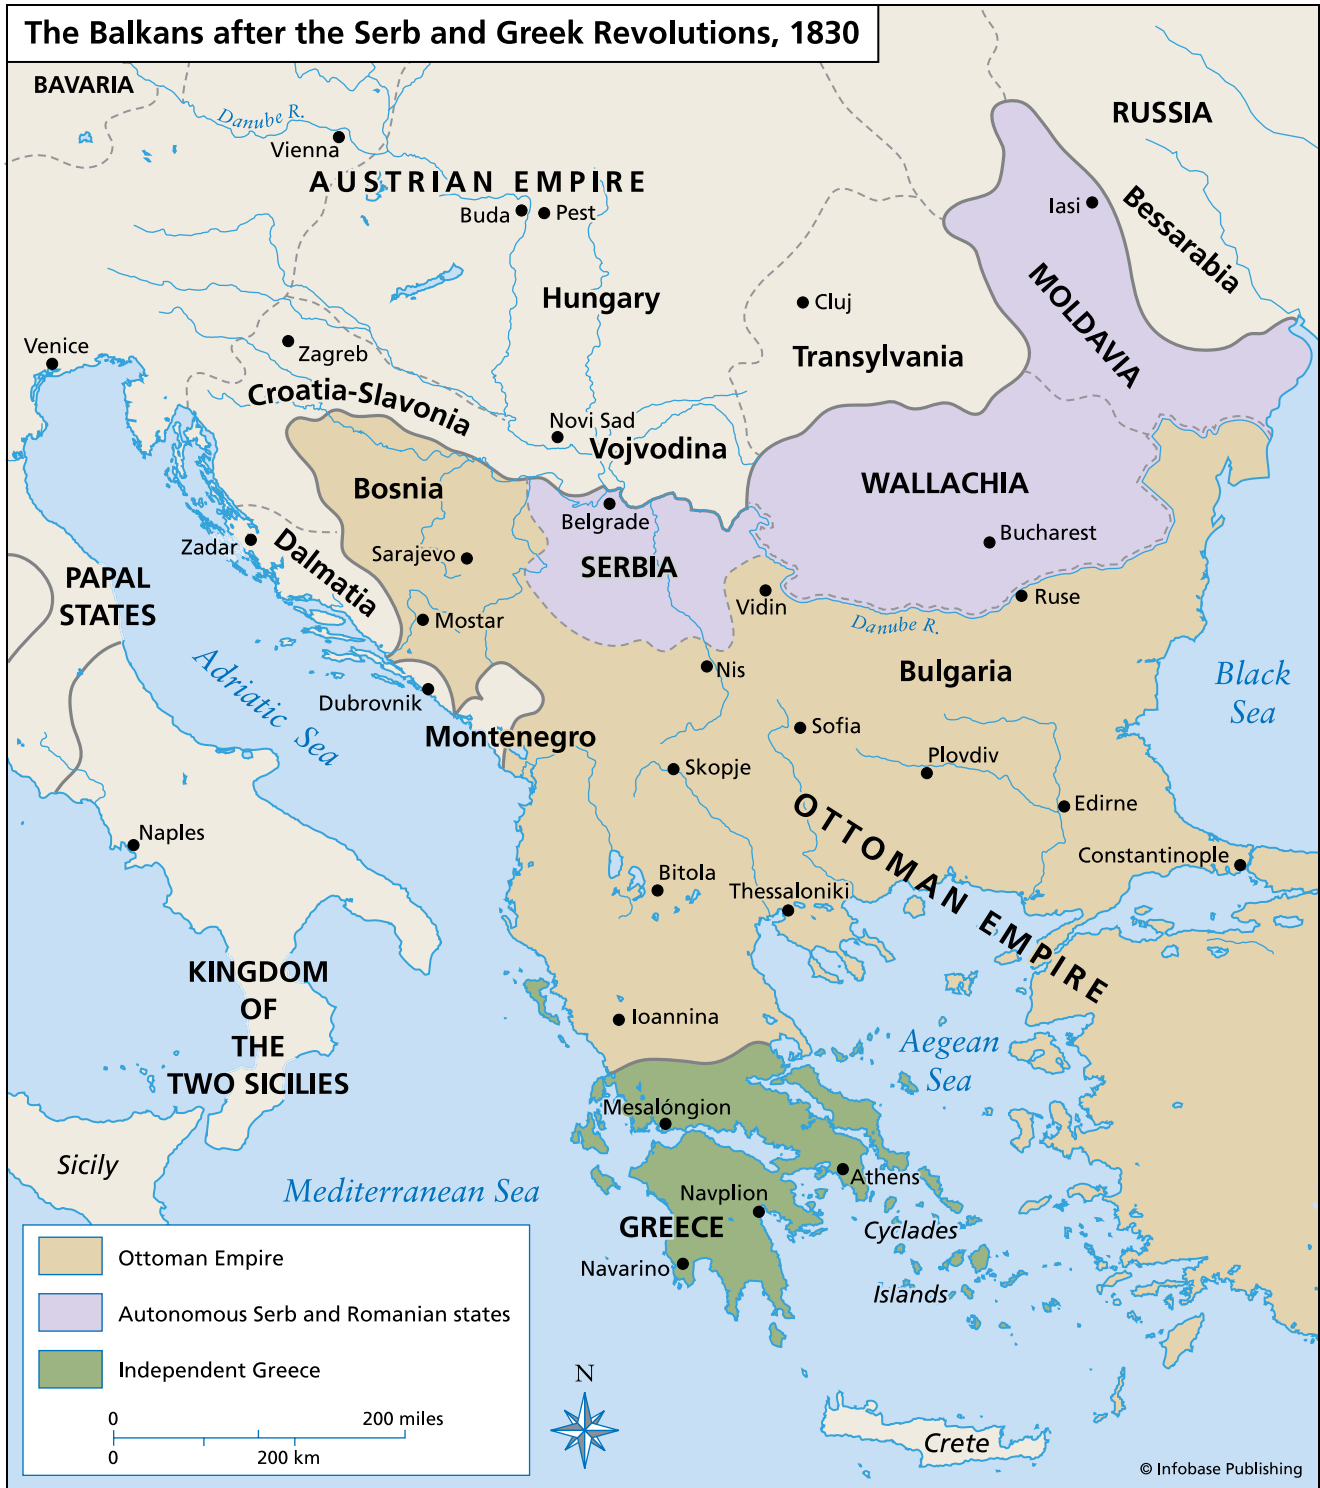 The Balkans after the Serb and Greek Revolutions, 1830
BAVARIA
Danube R.
Vienna
RUSSIA
AUSTRIAN EMPIRE
Buda
Pest
Iasi
Bessarabia
Hungary
Cluj
MOLDAVIA
Venice
Zagreb
Transylvania
Croatia-Slavonia
Novi Sad
Vojvodina
Bosnia
WALLACHIA
Belgrade
Bucharest
Zadar
Dalmatia
Sarajevo
SERBIA
PAPAL
STATES
Vidin
Ruse
Mostar
Danube R.
Adriatic Sea
Nis
Bulgaria
Black
Sea
Dubrovnik
Montenegro
Sofia
Skopje
Plovdiv
Edirne
OTTOMAN EMPIRE
Naples
Constantinople
Bitola
Thessaloniki
KINGDOM
OF
THE
TWO SICILIES
Ioannina
Aegean
Sea
Mesalóngion
Sicily
Athens
Mediterranean Sea
Navplion
GREECE
Cyclades
Navarino
Islands
Ottoman Empire
Autonomous Serb and Romanian states
Independent Greece
N
0
200 miles
0
200 km
Crete
© Infobase Publishing